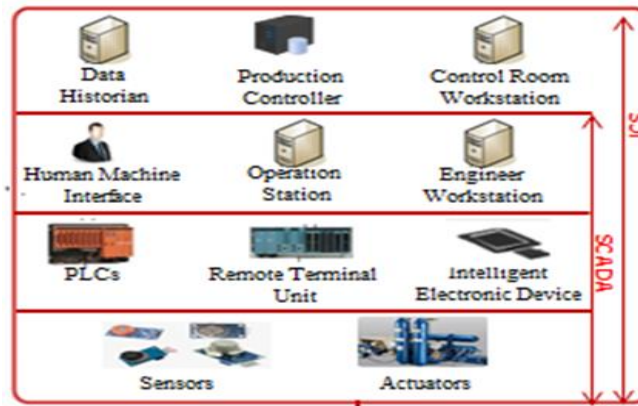 Data
Historian
Production
Controller
Control Room
Workstation
Human Machine
Interface
Operation
Station
Engineer
Workstation
PLCs
Remote Terminal
Unit
Intelligent
Electronic Device
Sensors
Actuators
SCADA